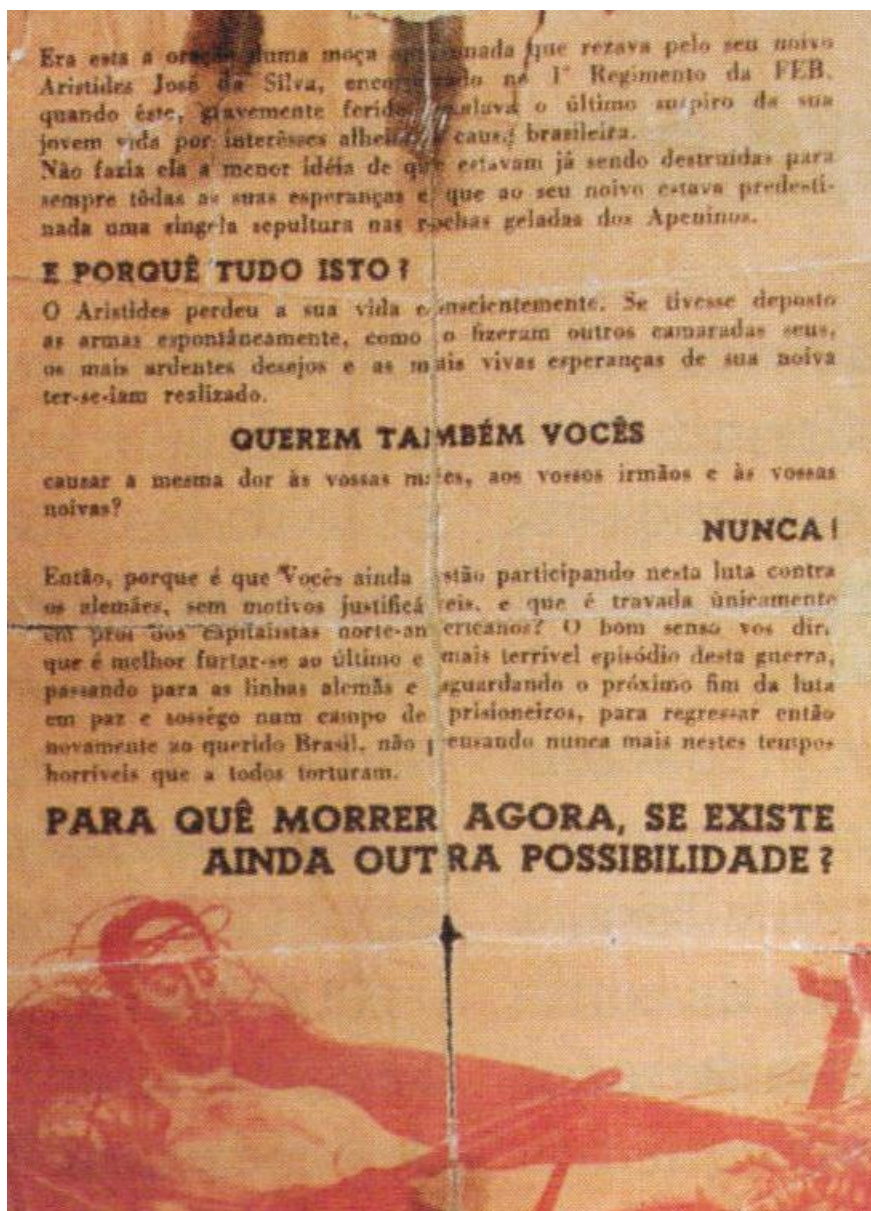 Era esta a oração duma moça apaixonada que rezava pelo seu noivo
Aristides José da Silva, encorporado no 1° Regimento da FEB,
quando êste, gravemente ferido, exalava o último suspiro da sua
jovem vida por interêsses alheios à causa brasileira.
Não fazia ela a menor idéia de que estavam já sendo destruídas para
sempre tôdas as suas esperanças e que ao seu noivo estava predesti-
nada uma singela sepultura nas rochas geladas dos Apeninos.
E PORQUÊ TUDO ISTO?
O Aristides perdeu a sua vida conscientemente. Se tivesse deposto
as armas espontâneamente, como o fizeram outros camaradas seus,
os mais ardentes desejos e as mais vivas esperanças de sua noiva
ter-se-iam realizado.
QUEREM TAMBÉM VOCÊS
causar a mesma dor às vossas mães, aos vossos irmãos e às vossas
noivas?
NUNCA!
Então, porque é que Vocês ainda estão participando nesta luta contra
os alemães, sem motivos justificáveis, e que é travada ùnicamente
em prol dos capitalistas norte-americanos? O bom senso vos dirá
que é melhor furtar-se ao último e mais terrível episódio desta guerra,
passando para as linhas alemãs e aguardando o próximo fim da luta
em paz e sossêgo num campo de prisioneiros, para regressar então
novamente ao querido Brasil, não pensando nunca mais nestes tempos
horríveis que a todos torturam.
PARA QUÊ MORRER AGORA, SE EXISTE
AINDA OUTRA POSSIBILIDADE?